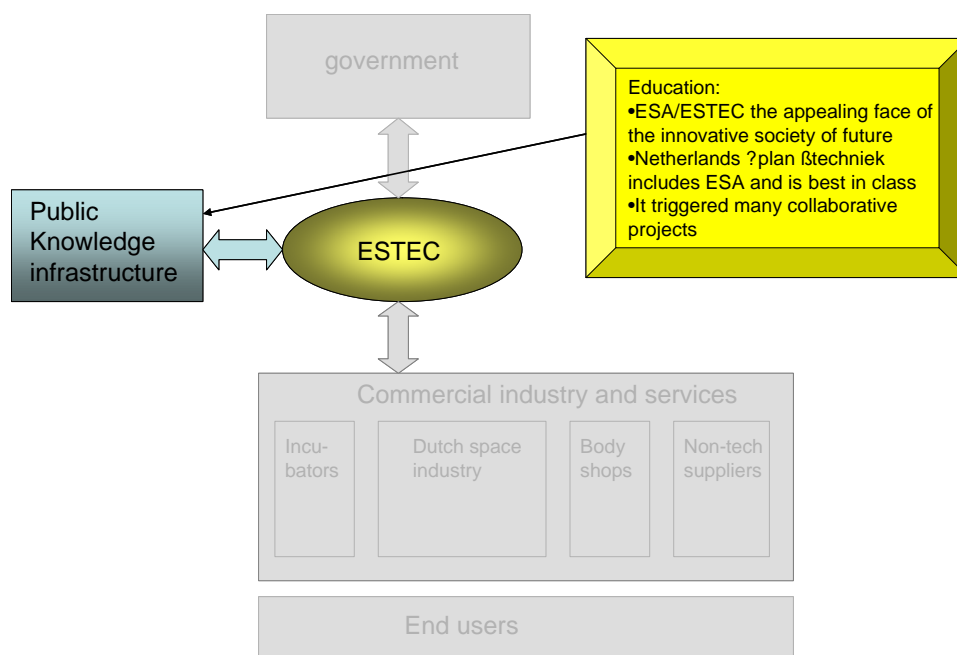 government
Education:
•ESA/ESTEC the appealing face of
the innovative society of future
•Netherlands ?plan ßtechniek
includes ESA and is best in class
•It triggered many collaborative
projects
Public
Knowledge
infrastructure
ESTEC
Commercial industry and services
Incu-
bators
Dutch space
industry
Body
shops
Non-tech
suppliers
End users